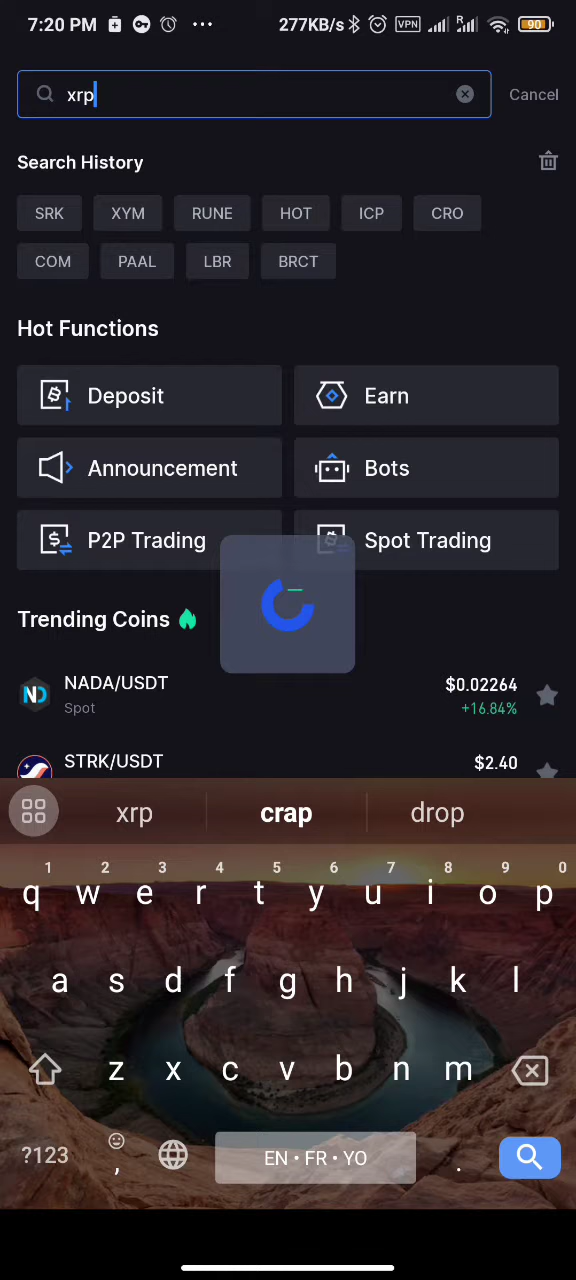 7:20 PM ... 277KB/s VPN R 90
xrp Cancel
Search History
SRK XYM RUNE HOT ICP CRO
COM PAAL LBR BRCT
Hot Functions
Deposit Earn
Announcement Bots
P2P Trading Spot Trading
Trending Coins
NADA/USDT $0.02264
Spot +16.84%
STRK/USDT $2.40
xrp crap drop
1 2 3 4 5 6 7 8 9 0
q w e r t y u i o p
a s d f g h j k l
z x c v b n m
?123 , EN • FR • YO .